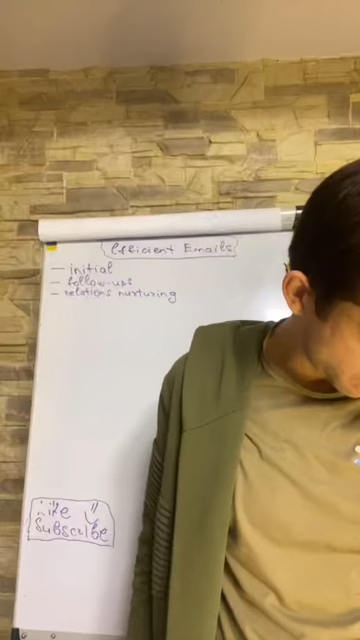 Efficient Emails
— initial
— follow-ups
— relations nurturing
Like
Subscribe